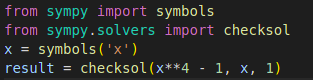 from sympy import symbols
from sympy.solvers import checksol
x = symbols('x')
result = checksol(x**4 - 1, x, 1)